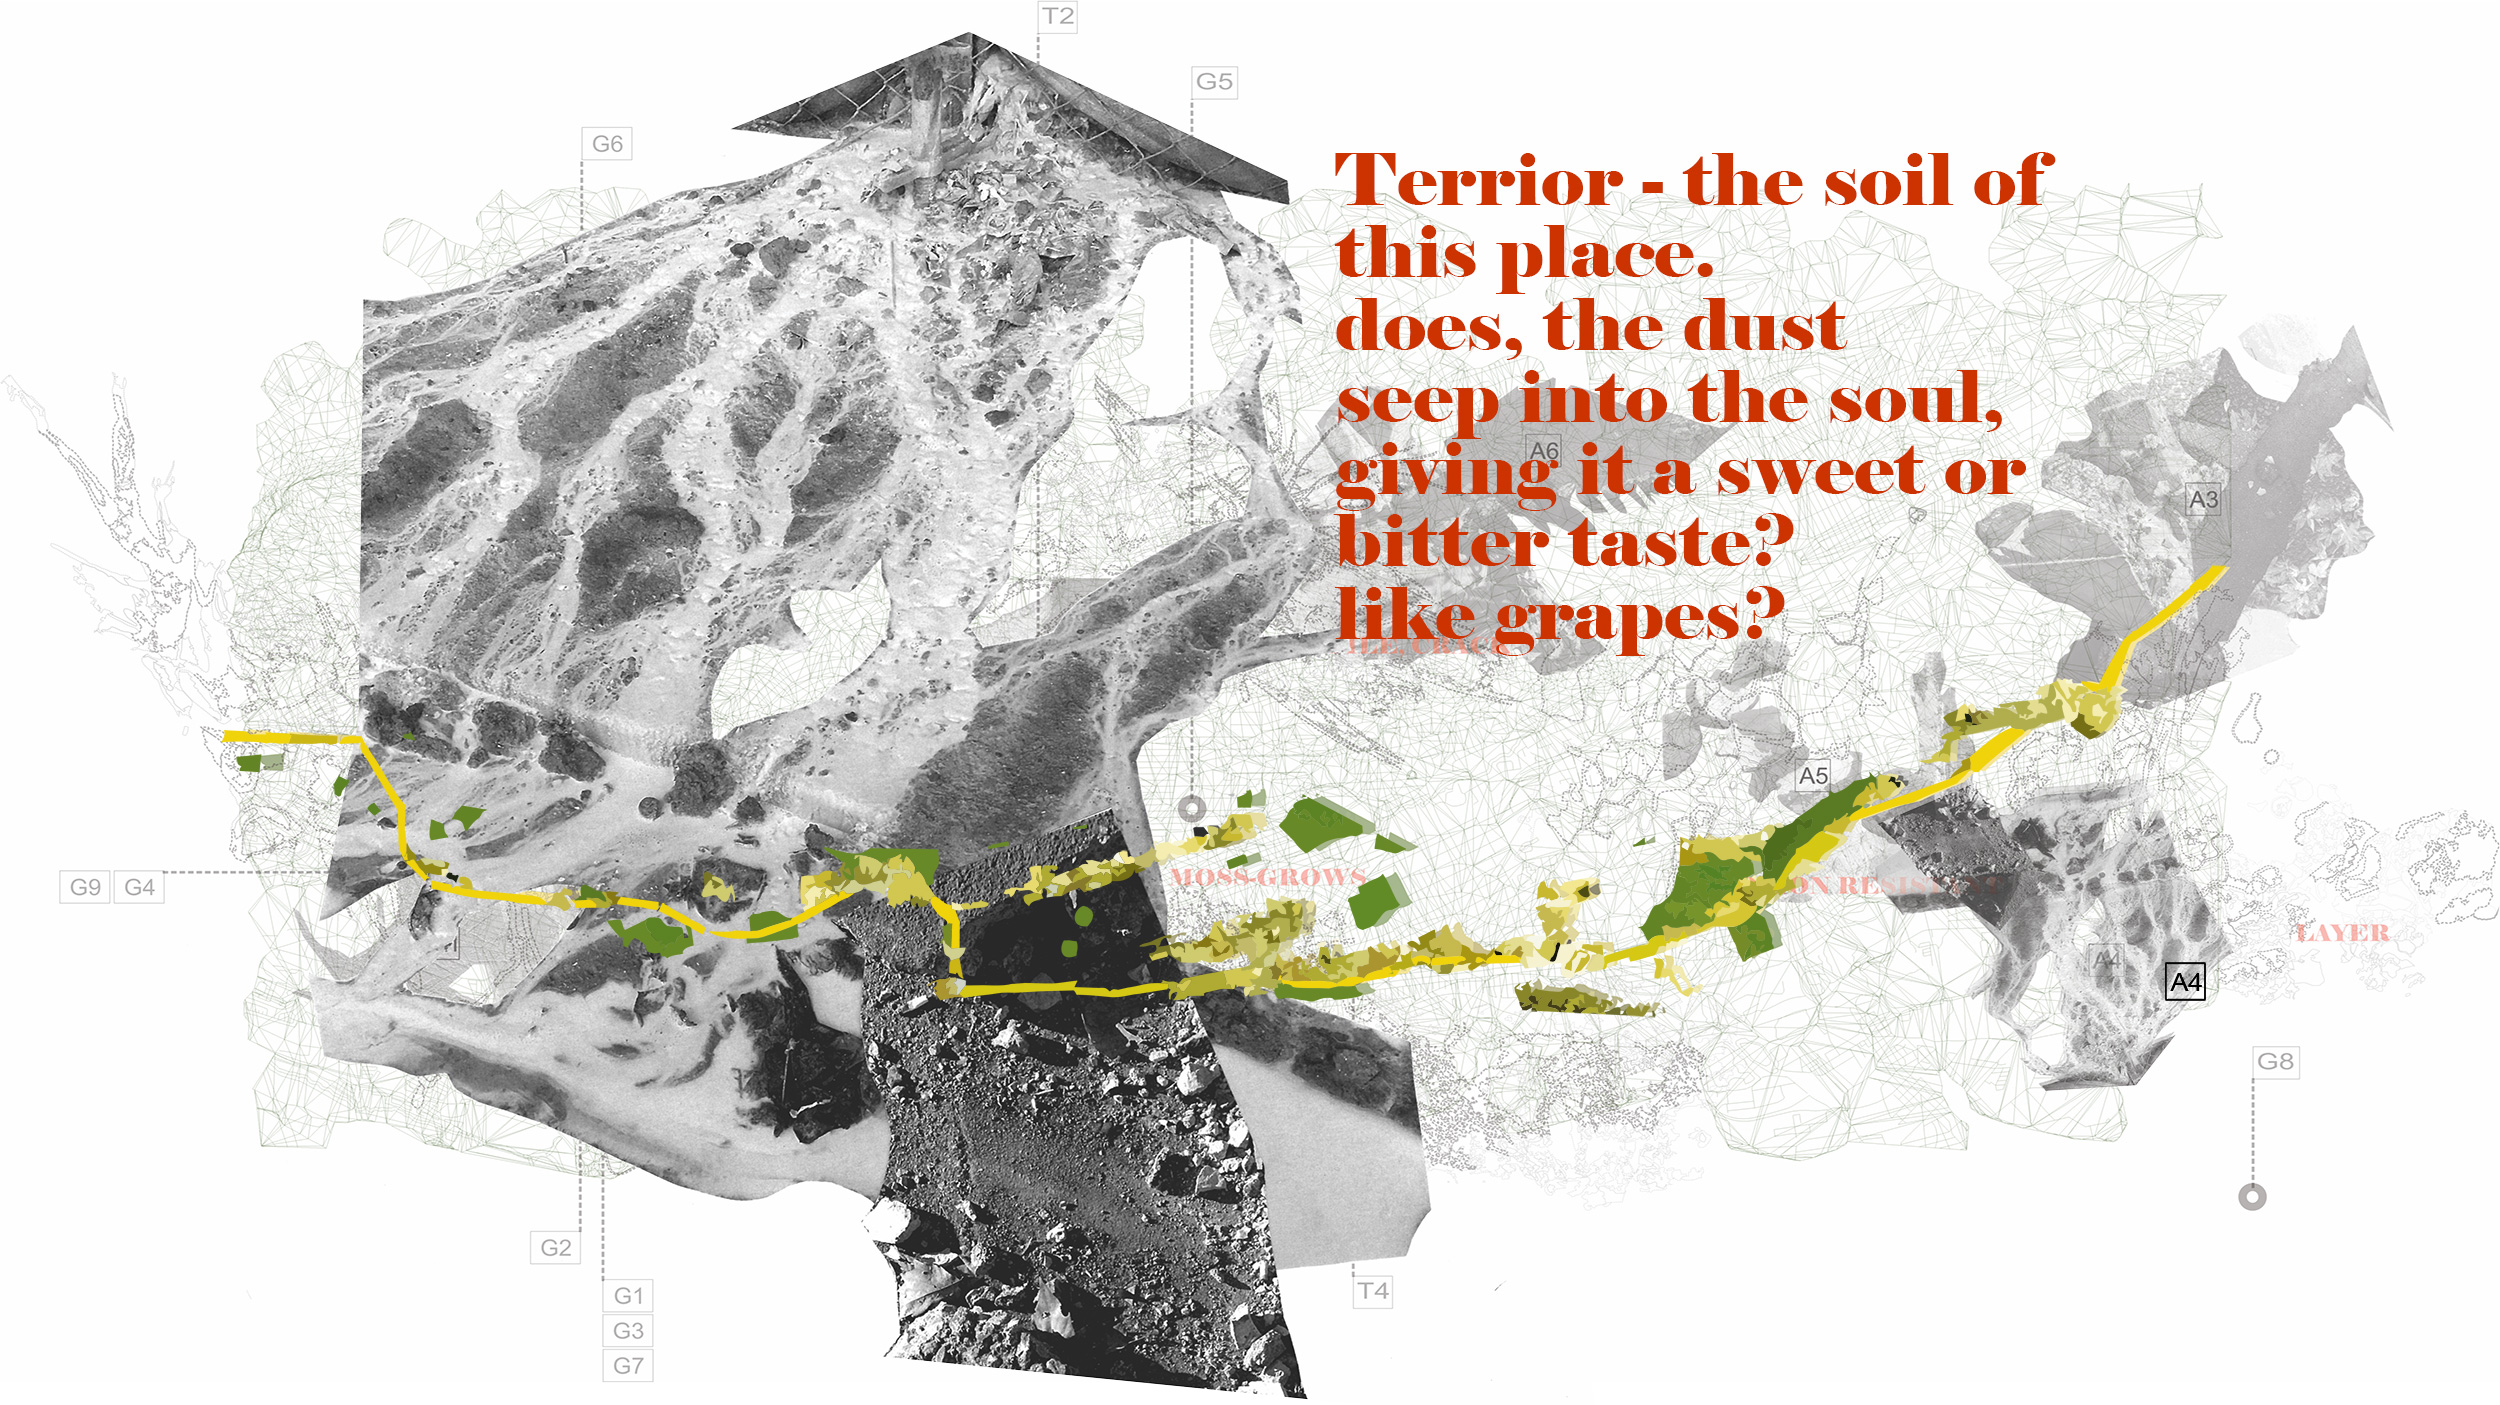 T2
G5
G6
Terrior - the soil of
this place.
does, the dust
seep into the soul,
giving it a sweet or
bitter taste?
like grapes?
A6
A3
A5
MOSS-GROWS
ON RESISTANT
G9 G4
LAYER
A4
A4
G8
G2
G1
G3
G7
T4